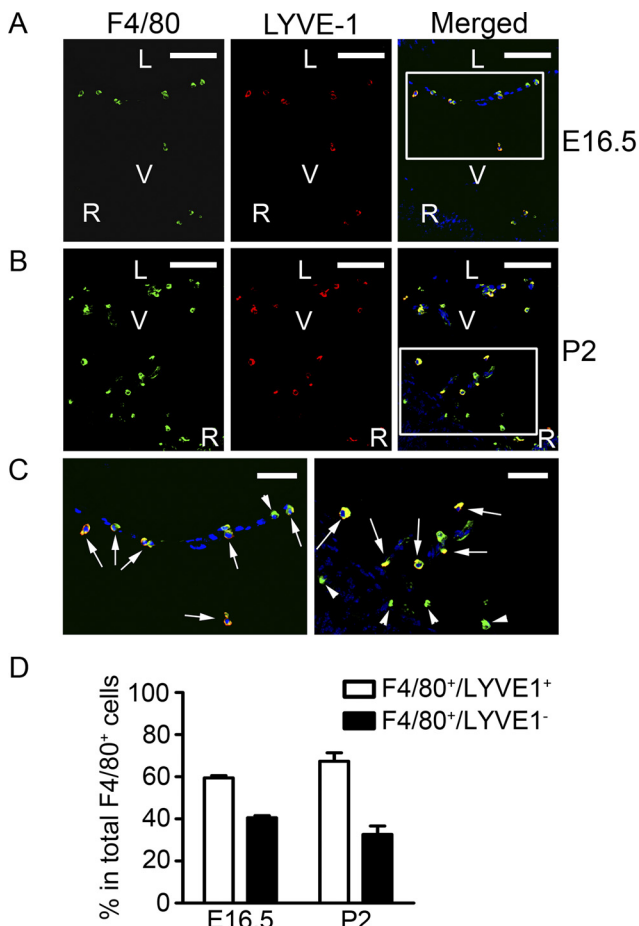 A
F4/80
LYVE-1
Merged
L
L
V
V
V
R
R
R
E16.5
B
L
L
L
V
V
V
R
R
R
P2
C
D
% in total F4/80⁺ cells
100
80
60
40
20
0
E16.5
P2
F4/80⁺/LYVE1⁺
F4/80⁺/LYVE1⁻